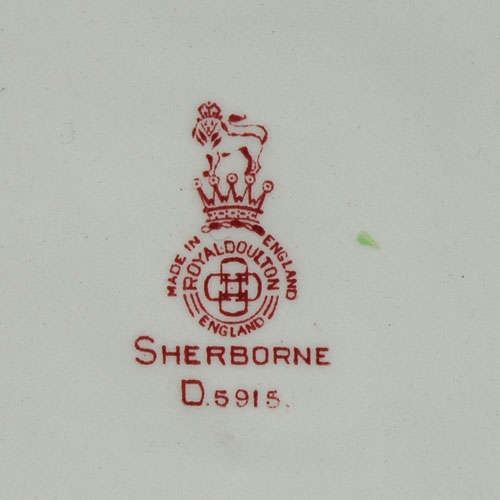 MADE IN ENGLAND
ROYAL DOULTON
ENGLAND
SHERBORNE
D.5915.